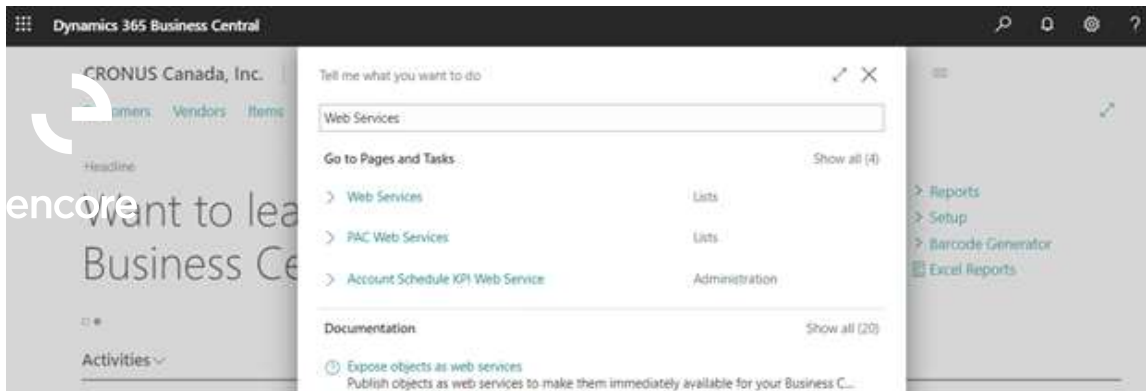 Dynamics 365 Business Central
?
CRONUS Canada, Inc.
Customers Vendors Items
Headline
Want to lea
Business Ce
Activities
encore
Tell me what you want to do
Web Services
Go to Pages and Tasks Show all (4)
Web Services Lists
PAC Web Services Lists
Account Schedule KPI Web Service Administration
Documentation Show all (20)
Expose objects as web services
Publish objects as web services to make them immediately available for your Business C...
Reports
Setup
Barcode Generator
Excel Reports